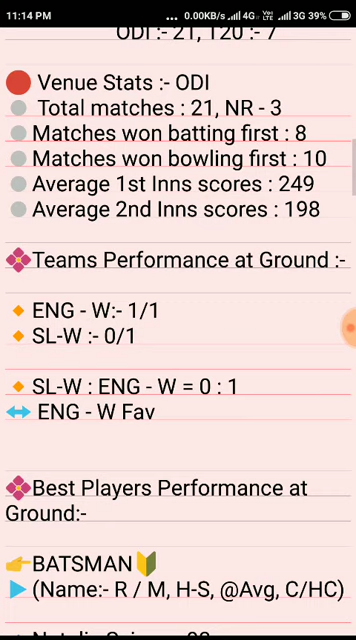 11:14 PM ... 0.00KB/s 4G VoLTE 3G 39%
ODI :- 21, T20 :- 7
🔴 Venue Stats :- ODI
Total matches : 21, NR - 3
Matches won batting first : 8
Matches won bowling first : 10
Average 1st Inns scores : 249
Average 2nd Inns scores : 198
Teams Performance at Ground :-
🔸 ENG - W:- 1/1
🔸 SL-W :- 0/1
🔸 SL-W : ENG - W = 0 : 1
↔️ ENG - W Fav
Best Players Performance at
Ground:-
👉BATSMAN🔰
▶(Name:- R / M, H-S, @Avg, C/HC)